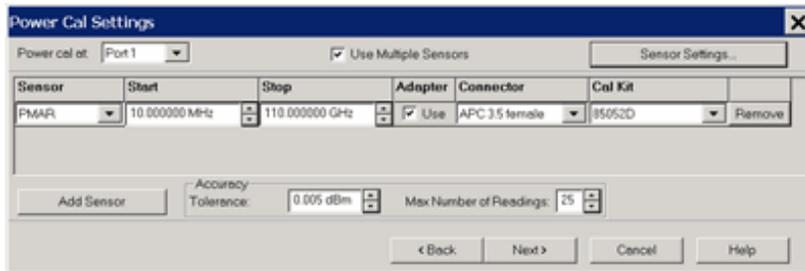 Power Cal Settings
Power cal at: Port 1 Use Multiple Sensors Sensor Settings...
Sensor Start Stop Adapter Connector Cal Kit
PMAR 10.000000 MHz 110.000000 GHz Use APC 3.5 female 85052D Remove
Add Sensor Accuracy Tolerance: 0.005 dBm Max Number of Readings: 25
< Back Next > Cancel Help